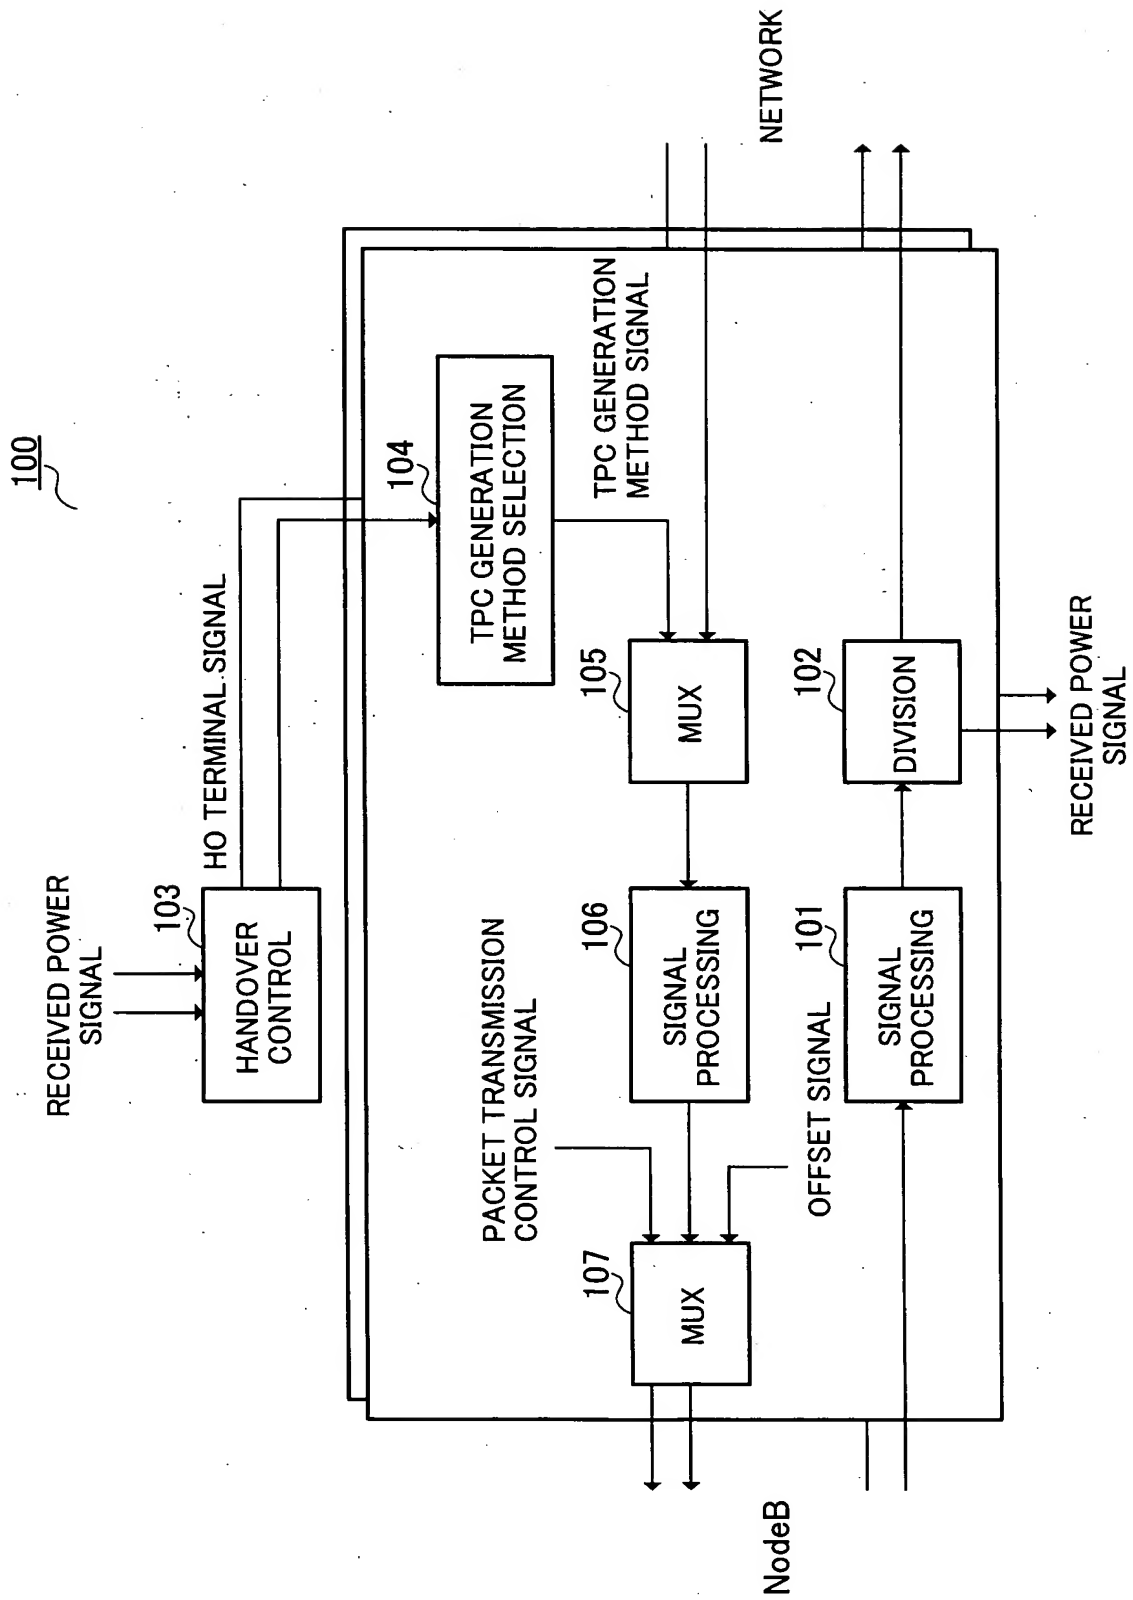 100
RECEIVED POWER
SIGNAL
103
HANDOVER
CONTROL
HO TERMINAL SIGNAL
104
TPC GENERATION
METHOD SELECTION
TPC GENERATION
METHOD SIGNAL
NETWORK
PACKET TRANSMISSION
CONTROL SIGNAL
107
MUX
106
SIGNAL
PROCESSING
105
MUX
OFFSET SIGNAL
101
SIGNAL
PROCESSING
102
DIVISION
NodeB
RECEIVED POWER
SIGNAL